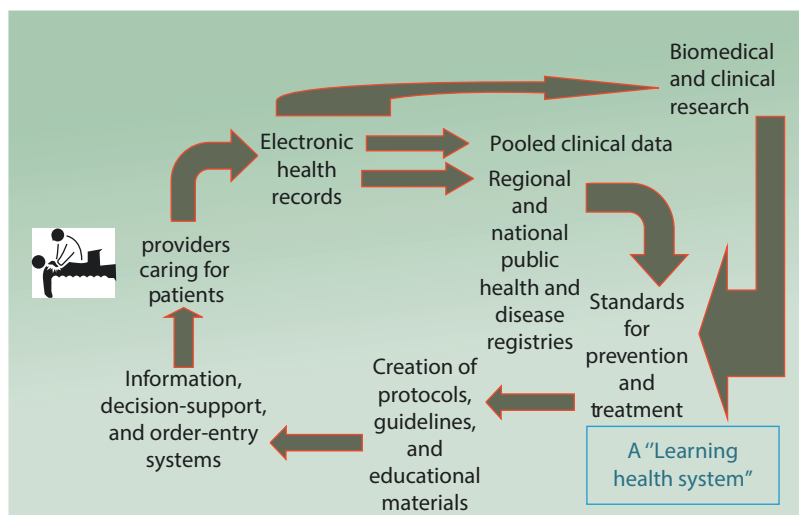 Biomedical
and clinical
research
Electronic
health
records
Pooled clinical data
Regional
and
national
public
health and
disease
registries
providers
caring for
patients
Standards
for
prevention
and
treatment
Creation of
protocols,
guidelines,
and
educational
materials
Information,
decision-support,
and order-entry
systems
A “Learning
health system”